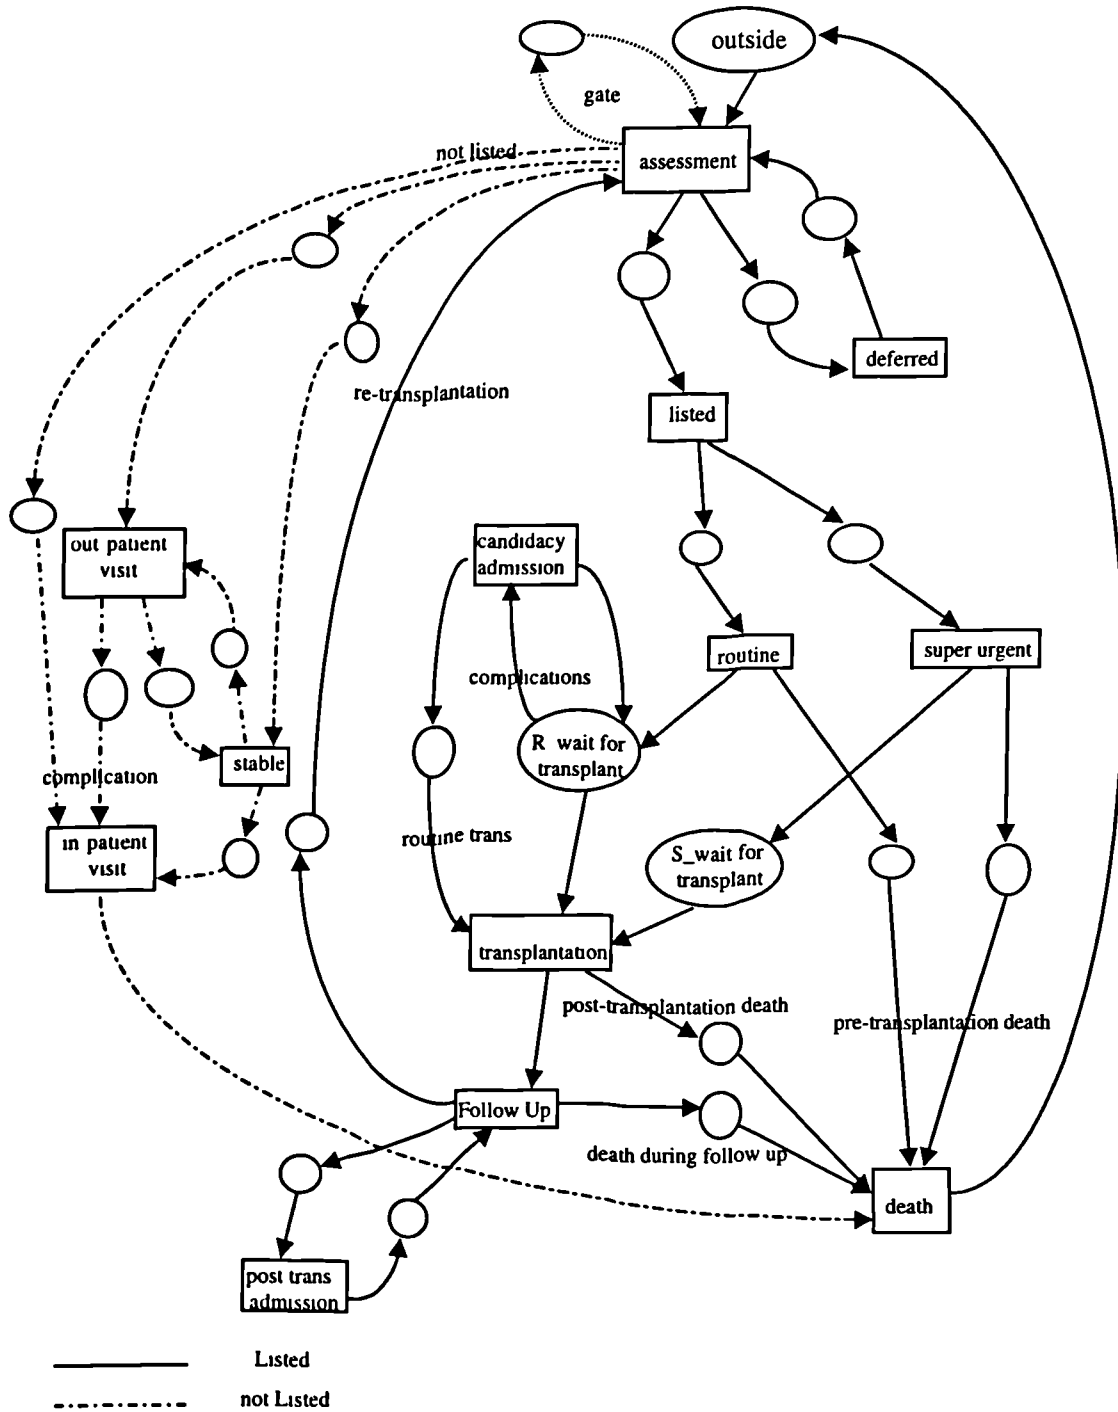 outside
gate
not listed
assessment
deferred
re-transplantation
listed
out patient
visit
candidacy
admission
routine
super urgent
complications
R_wait for
transplant
stable
complication
in patient
visit
routine trans
S_wait for
transplant
transplantation
post-transplantation death
pre-transplantation death
Follow Up
death during follow up
death
post trans
admission
Listed
not Listed